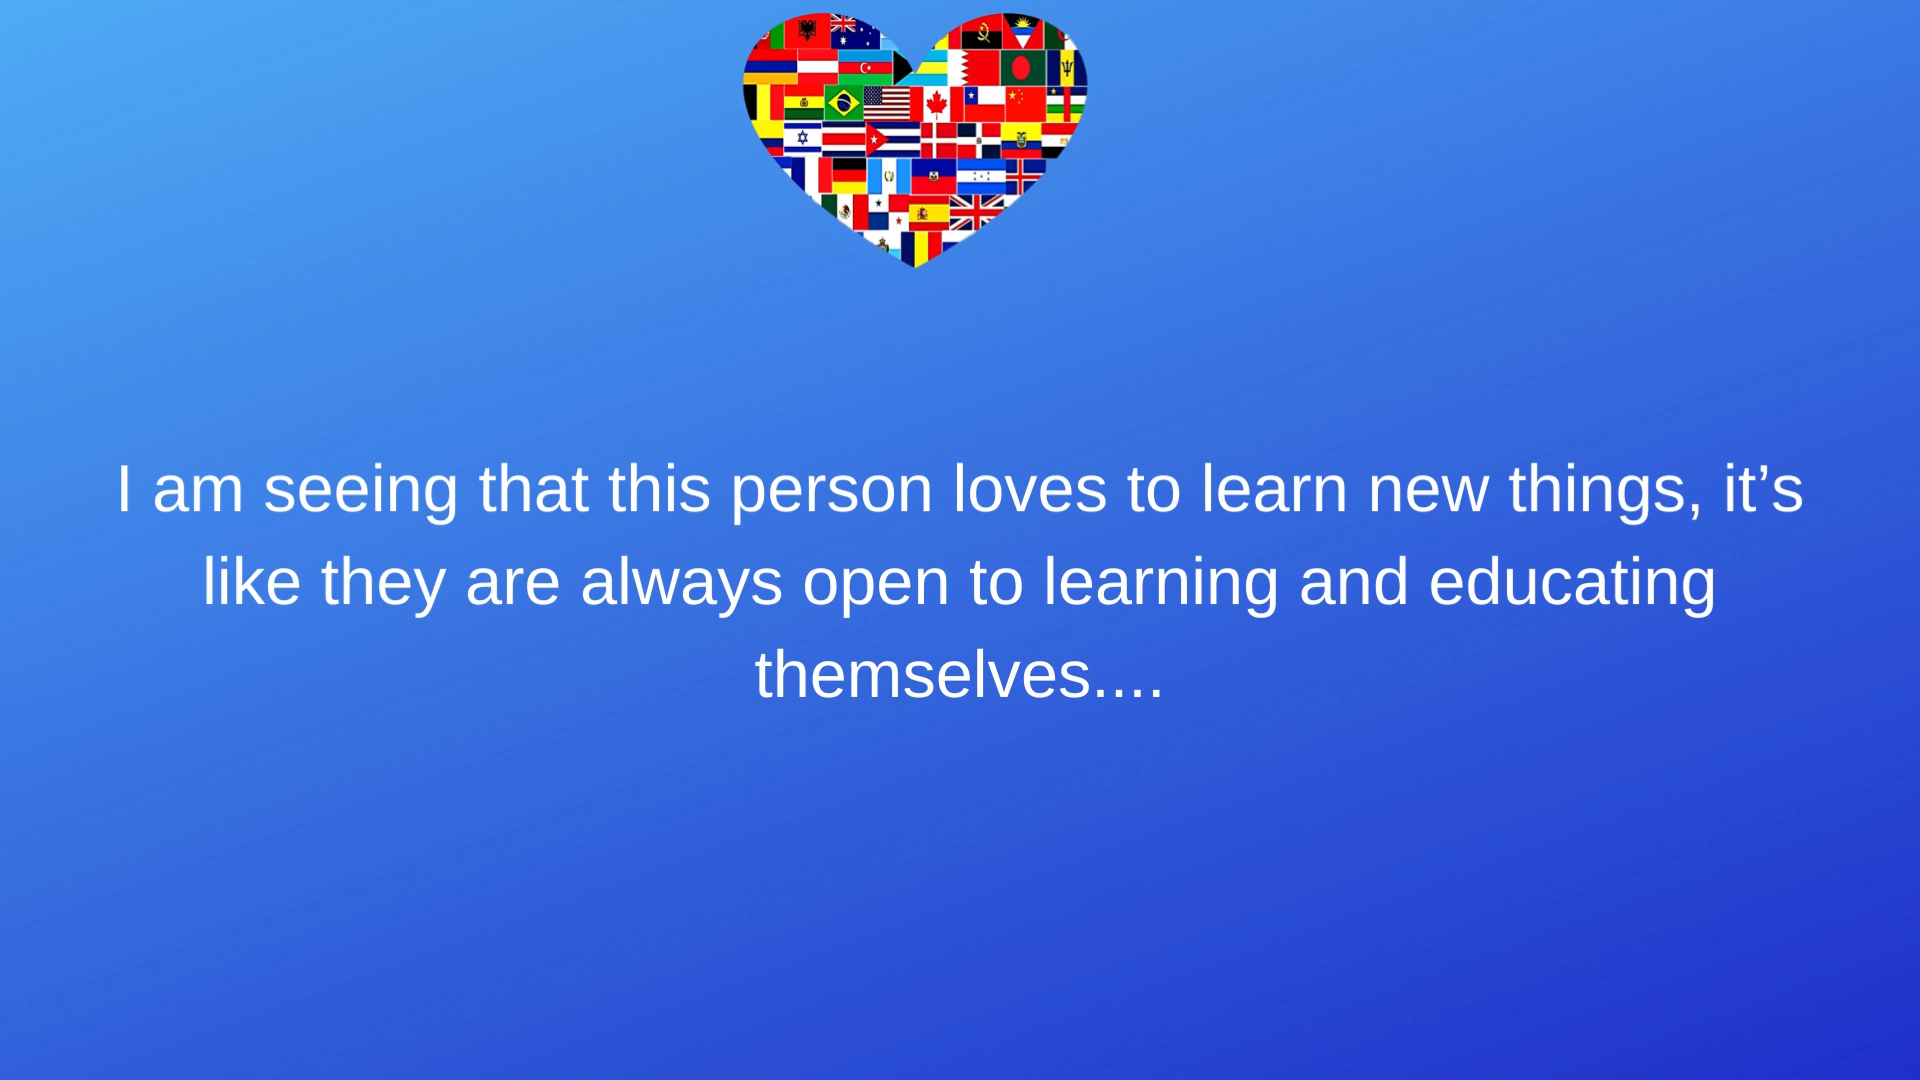 I am seeing that this person loves to learn new things, it’s
like they are always open to learning and educating
themselves....